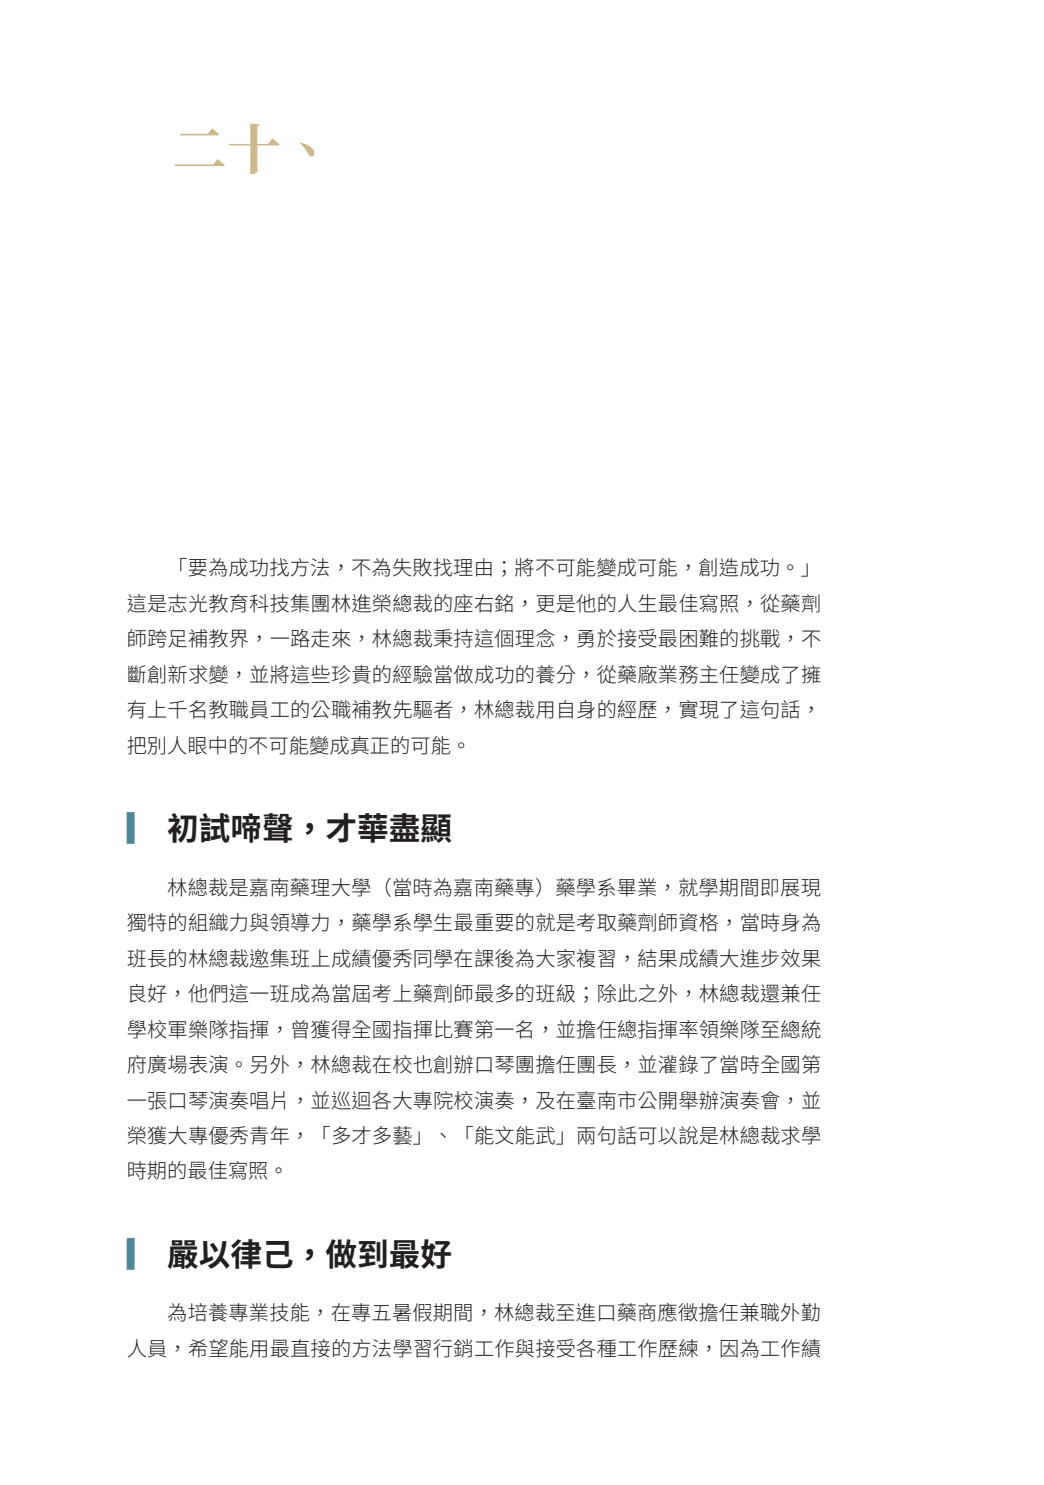 二十、
「要為成功找方法，不為失敗找理由；將不可能變成可能，創造成功。」
這是志光教育科技集團林進榮總裁的座右銘，更是他的人生最佳寫照，從藥劑
師跨足補教界，一路走來，林總裁秉持這個理念，勇於接受最困難的挑戰，不
斷創新求變，並將這些珍貴的經驗當做成功的養分，從藥廠業務主任變成了擁
有上千名教職員工的公職補教先驅者，林總裁用自身的經歷，實現了這句話，
把別人眼中的不可能變成真正的可能。
初試啼聲，才華盡顯
林總裁是嘉南藥理大學（當時為嘉南藥專）藥學系畢業，就學期間即展現
獨特的組織力與領導力，藥學系學生最重要的就是考取藥劑師資格，當時身為
班長的林總裁邀集班上成績優秀同學在課後為大家複習，結果成績大進步效果
良好，他們這一班成為當屆考上藥劑師最多的班級；除此之外，林總裁還兼任
學校軍樂隊指揮，曾獲得全國指揮比賽第一名，並擔任總指揮率領樂隊至總統
府廣場表演。另外，林總裁在校也創辦口琴團擔任團長，並灌錄了當時全國第
一張口琴演奏唱片，並巡迴各大專院校演奏，及在臺南市公開舉辦演奏會，並
榮獲大專優秀青年，「多才多藝」、「能文能武」兩句話可以說是林總裁求學
時期的最佳寫照。
嚴以律己，做到最好
為培養專業技能，在專五暑假期間，林總裁至進口藥商應徵擔任兼職外勤
人員，希望能用最直接的方法學習行銷工作與接受各種工作歷練，因為工作績